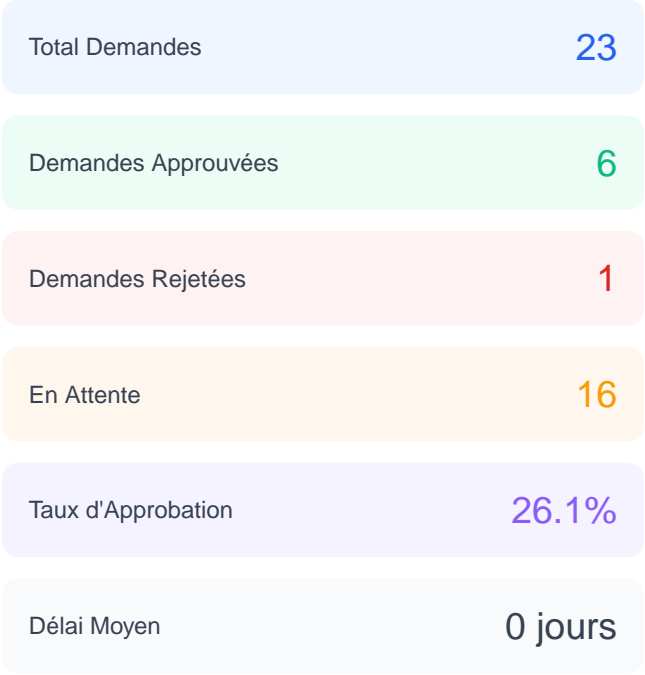 Total Demandes 23
Demandes Approuvées 6
Demandes Rejetées 1
En Attente 16
Taux d'Approbation 26.1%
Délai Moyen 0 jours